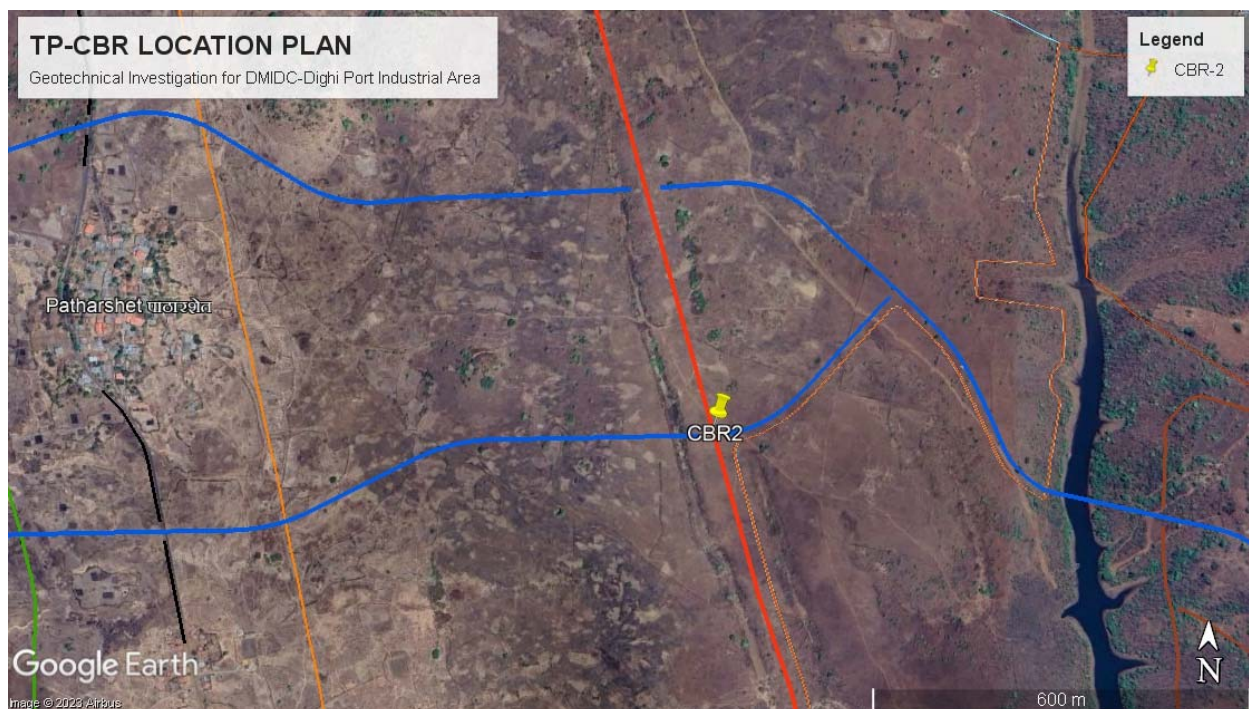 TP-CBR LOCATION PLAN
Geotechnical Investigation for DMIDC-Dighi Port Industrial Area
Legend
CBR-2
Patharshet पाठारशेत
CBR2
Google Earth
Image © 2023 Airbus
600 m
N